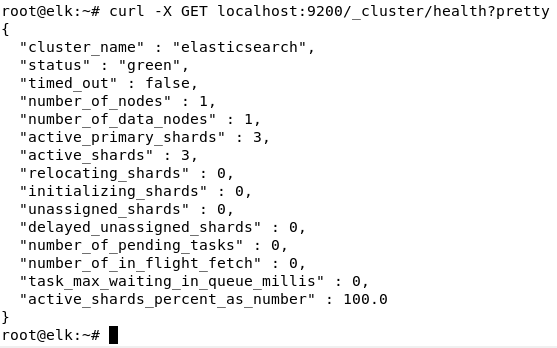 root@elk:~# curl -X GET localhost:9200/_cluster/health?pretty
{
  "cluster_name" : "elasticsearch",
  "status" : "green",
  "timed_out" : false,
  "number_of_nodes" : 1,
  "number_of_data_nodes" : 1,
  "active_primary_shards" : 3,
  "active_shards" : 3,
  "relocating_shards" : 0,
  "initializing_shards" : 0,
  "unassigned_shards" : 0,
  "delayed_unassigned_shards" : 0,
  "number_of_pending_tasks" : 0,
  "number_of_in_flight_fetch" : 0,
  "task_max_waiting_in_queue_millis" : 0,
  "active_shards_percent_as_number" : 100.0
}
root@elk:~#